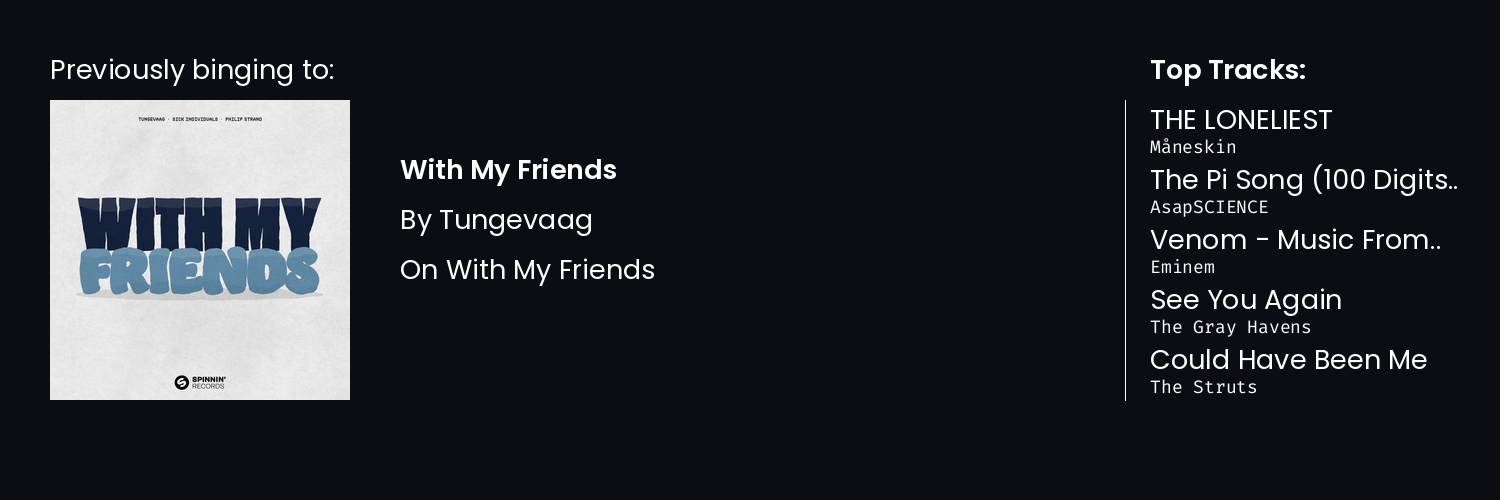 Previously binging to:
TUNGEVAAG · SICK INDIVIDUALS · PHILIP STRAND
WITH MY
FRIENDS
SPINNIN'
RECORDS
With My Friends
By Tungevaag
On With My Friends
Top Tracks:
THE LONELIEST
Måneskin
The Pi Song (100 Digits..
AsapSCIENCE
Venom - Music From..
Eminem
See You Again
The Gray Havens
Could Have Been Me
The Struts